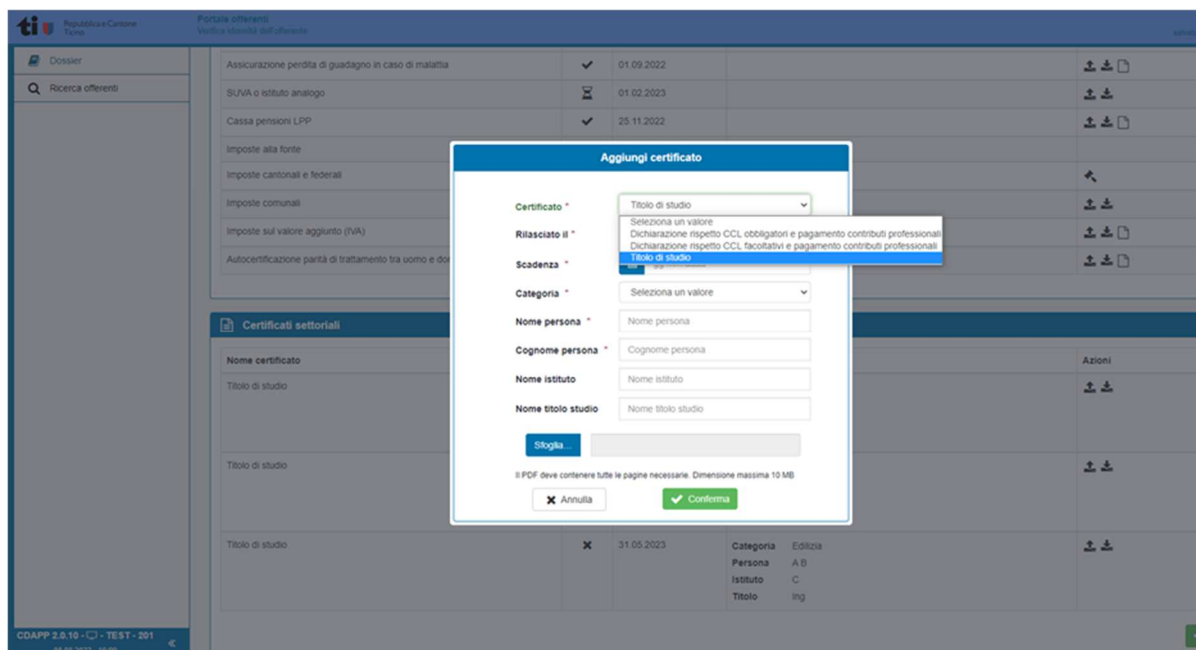 ti
Repubblica e Cantone
Ticino
Portale offerenti
Verifica idoneità dell'offerente
Dossier
Ricerca offerenti
Assicurazione perdita di guadagno in caso di malattia 01.09.2022
SUVA o istituto analogo 01.02.2023
Cassa pensioni LPP 25.11.2022
Imposte alla fonte
Imposte cantonali e federali
Imposte comunali
Imposte sul valore aggiunto (IVA)
Autocertificazione parità di trattamento tra uomo e
Aggiungi certificato
Certificato * Titolo di studio
Seleziona un valore
Dichiarazione rispetto CCL obbligatori e pagamento contributi professionali
Dichiarazione rispetto CCL facoltativi e pagamento contributi professionali
Titolo di studio
Rilasciato il *
Scadenza *
Categoria * Seleziona un valore
Nome persona * Nome persona
Cognome persona * Cognome persona
Nome istituto Nome istituto
Nome titolo studio Nome titolo studio
Sfoglia...
Il PDF deve contenere tutte le pagine necessarie. Dimensione massima 10 MB
Annulla Conferma
Certificati settoriali
Nome certificato Azioni
Titolo di studio
Titolo di studio
Titolo di studio 31.05.2023 Categoria Edilizia
Persona A B
Istituto C
Titolo Ing
CDAPP 2.0.10 - TEST - 201